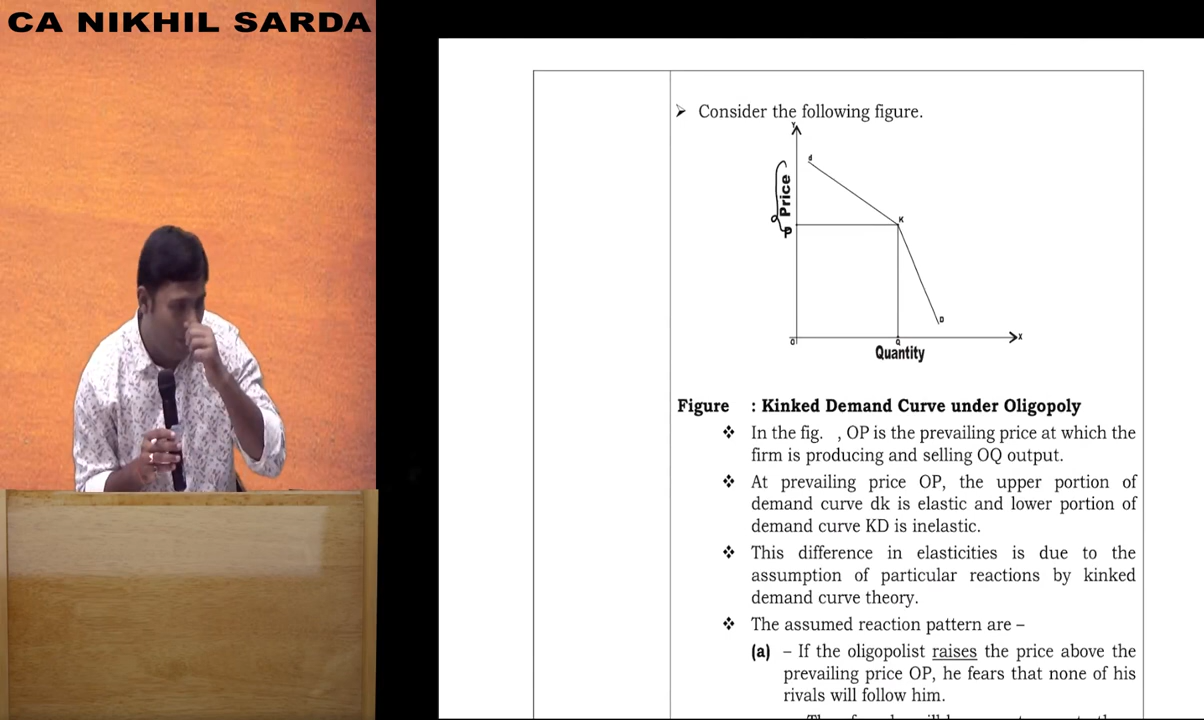 CA NIKHIL SARDA
➢ Consider the following figure.
Y
d
Price
P
K
D
O
Q
X
Quantity
Figure : Kinked Demand Curve under Oligopoly
❖ In the fig. , OP is the prevailing price at which the
firm is producing and selling OQ output.
❖ At prevailing price OP, the upper portion of
demand curve dk is elastic and lower portion of
demand curve KD is inelastic.
❖ This difference in elasticities is due to the
assumption of particular reactions by kinked
demand curve theory.
❖ The assumed reaction pattern are –
(a) – If the oligopolist raises the price above the
prevailing price OP, he fears that none of his
rivals will follow him.